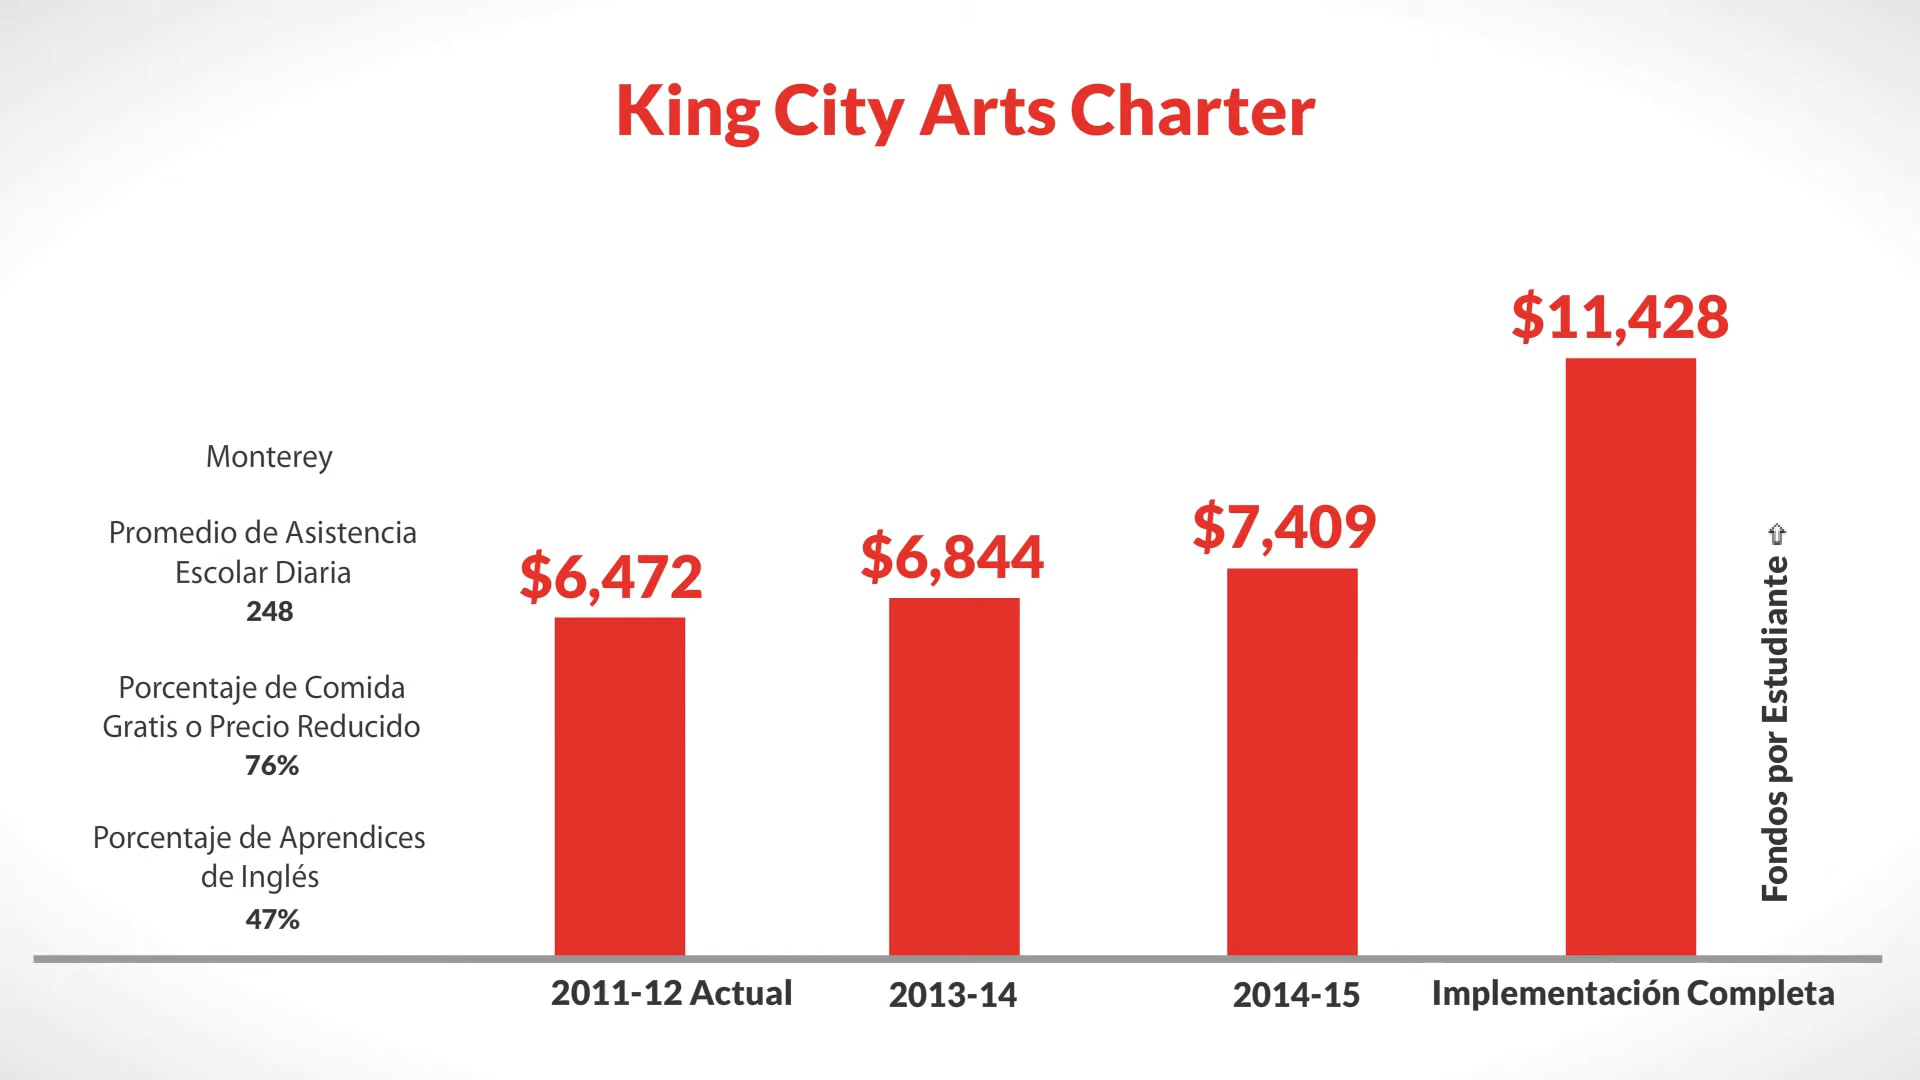 King City Arts Charter
Monterey
Promedio de Asistencia
Escolar Diaria
248
Porcentaje de Comida
Gratis o Precio Reducido
76%
Porcentaje de Aprendices
de Inglés
47%
$6,472
$6,844
$7,409
$11,428
Fondos por Estudiante ⇧
2011-12 Actual
2013-14
2014-15
Implementación Completa